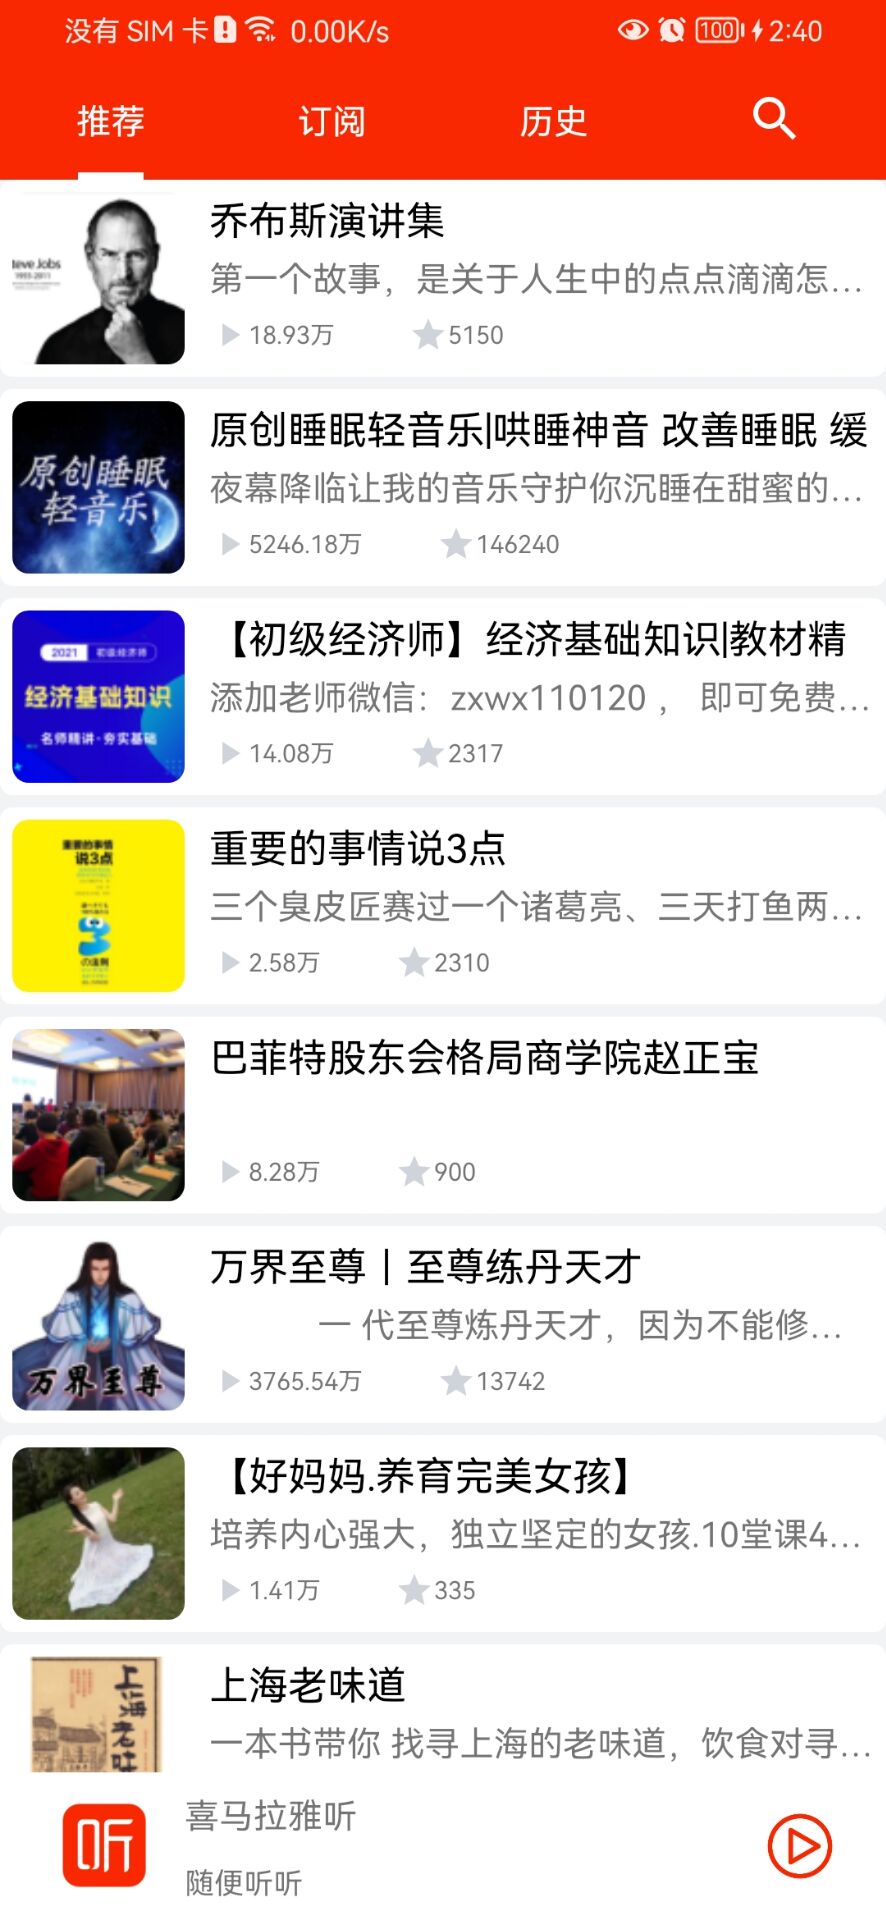 没有 SIM 卡 0.00K/s 100 2:40
推荐 订阅 历史
乔布斯演讲集
第一个故事，是关于人生中的点点滴滴怎...
18.93万 5150
teve Jobs
1955-2011
原创睡眠轻音乐|哄睡神音 改善睡眠 缓
夜幕降临让我的音乐守护你沉睡在甜蜜的...
5246.18万 146240
原创睡眠
轻音乐
【初级经济师】经济基础知识|教材精
添加老师微信：zxwx110120 ， 即可免费...
14.08万 2317
2021 初级经济师
经济基础知识
名师精讲·夯实基础
重要的事情说3点
三个臭皮匠赛过一个诸葛亮、三天打鱼两...
2.58万 2310
重要的事情
说3点
3
の法則
巴菲特股东会格局商学院赵正宝
8.28万 900
万界至尊｜至尊练丹天才
一 代至尊炼丹天才，因为不能修...
3765.54万 13742
万界至尊
【好妈妈.养育完美女孩】
培养内心强大，独立坚定的女孩.10堂课4...
1.41万 335
上海老味道
一本书带你 找寻上海的老味道，饮食对寻...
上海老味
听
喜马拉雅听
随便听听